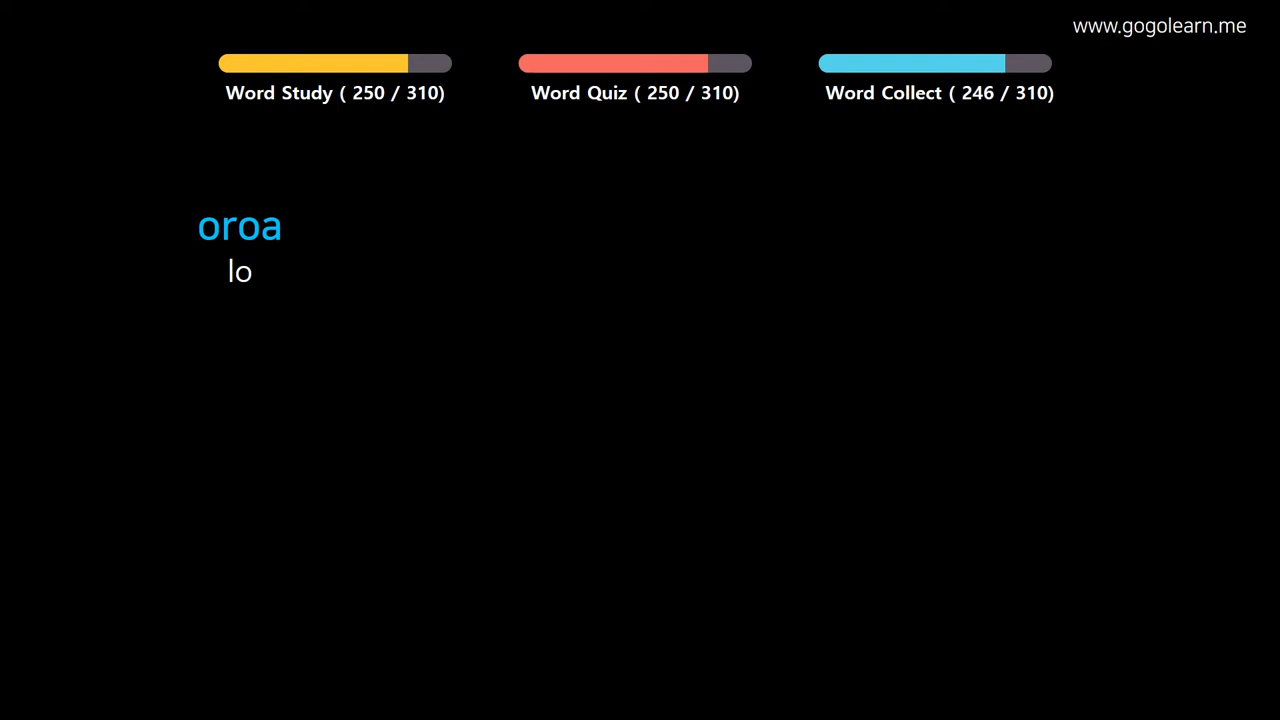 www.gogolearn.me
Word Study ( 250 / 310)
Word Quiz ( 250 / 310)
Word Collect ( 246 / 310)
oroa
lo